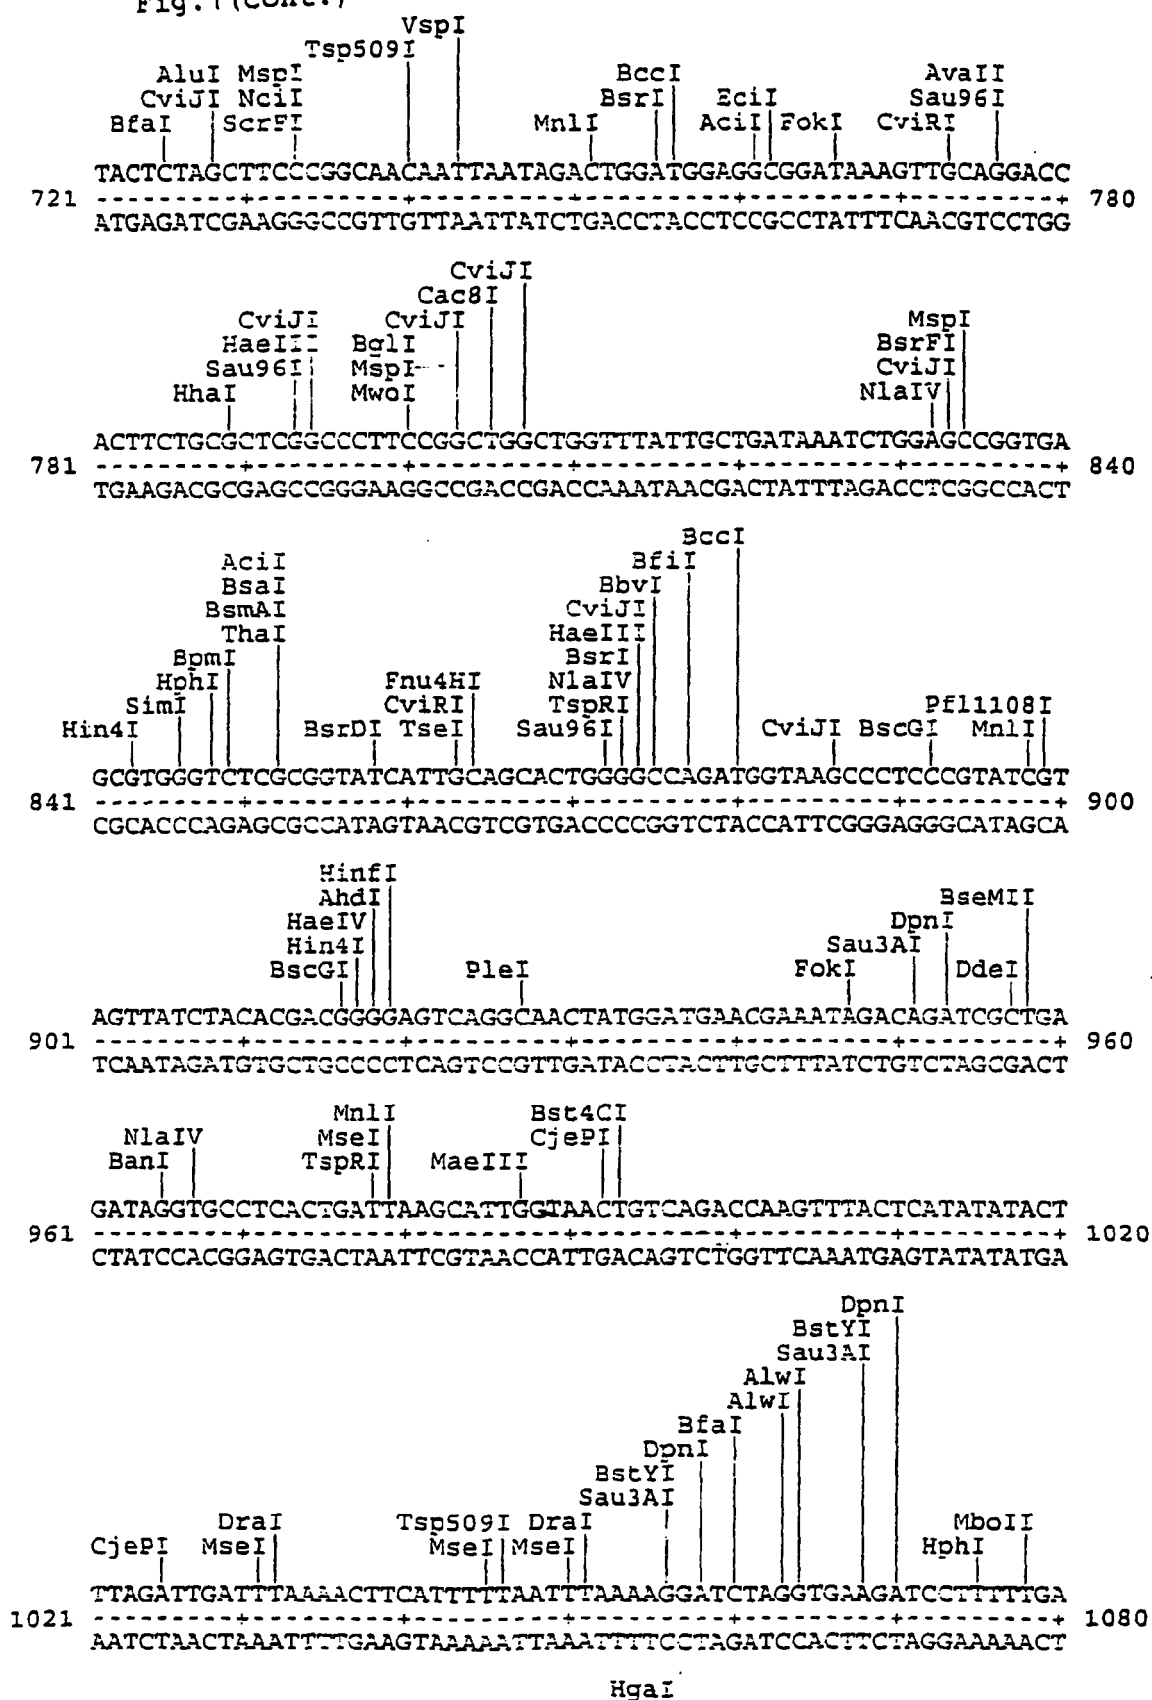 Fig.1(cont.)
VspI
Tsp509I
AluI MspI BccI AvaII
CviJI NciI BsrI EciI Sau96I
BfaI ScrFI MnlI AciI FokI CviRI
TACTCTAGCTTCCCGGCAACAATTAATAGACTGGATGGAGGCGGATAAAGTTGCAGGACC
721 ---------+---------+---------+---------+---------+---------+ 780
ATGAGATCGAAGGGCCGTTGTTAATTATCTGACCTACCTCCGCCTATTTCAACGTCCTGG
CviJI
Cac8I
CviJI CviJI MspI
HaeIII BglI BsrFI
Sau96I MspI CviJI
HhaI MwoI NlaIV
ACTTCTGCGCTCGGCCCTTCCGGCTGGCTGGTTTATTGCTGATAAATCTGGAGCCGGTGA
781 ---------+---------+---------+---------+---------+---------+ 840
TGAAGACGCGAGCCGGGAAGGCCGACCGACCAAATAACGACTATTTAGACCTCGGCCACT
BccI
AciI BfiI
BsaI BbvI
BsmAI CviJI
ThaI HaeIII
BpmI BsrI
HphI Fnu4HI NlaIV
SimI CviRI TspRI Pfl1108I
Hin4I BsrDI TseI Sau96I CviJI BscGI MnlI
GCGTGGGTCTCGCGGTATCATTGCAGCACTGGGGCCAGATGGTAAGCCCTCCCGTATCGT
841 ---------+---------+---------+---------+---------+---------+ 900
CGCACCCAGAGCGCCATAGTAACGTCGTGACCCCGGTCTACCATTCGGGAGGGCATAGCA
HinfI
AhdI BseMII
HaeIV DpnI
Hin4I Sau3AI
BscGI PleI FokI DdeI
AGTTATCTACACGACGGGGAGTCAGGCAACTATGGATGAACGAAATAGACAGATCGCTGA
901 ---------+---------+---------+---------+---------+---------+ 960
TCAATAGATGTGCTGCCCCTCAGTCCGTTGATACCTACTTGCTTTATCTGTCTAGCGACT
MnlI Bst4CI
NlaIV MseI CjePI
BanI TspRI MaeIII
GATAGGTGCCTCACTGATTAAGCATTGGTAACTGTCAGACCAAGTTTACTCATATATACT
961 ---------+---------+---------+---------+---------+---------+ 1020
CTATCCACGGAGTGACTAATTCGTAACCATTGACAGTCTGGTTCAAATGAGTATATATGA
DpnI
BstYI
Sau3AI
AlwI
AlwI
BfaI
DpnI
BstYI
Sau3AI
DraI Tsp509I DraI MboII
CjePI MseI MseI MseI HphI
TTAGATTGATTTAAAACTTCATTTTTAATTTAAAAGGATCTAGGTGAAGATCCTTTTTGA
1021 ---------+---------+---------+---------+---------+---------+ 1080
AATCTAACTAAATTTTGAAGTAAAAATTAAATTTTCCTAGATCCACTTCTAGGAAAAACT
HgaI